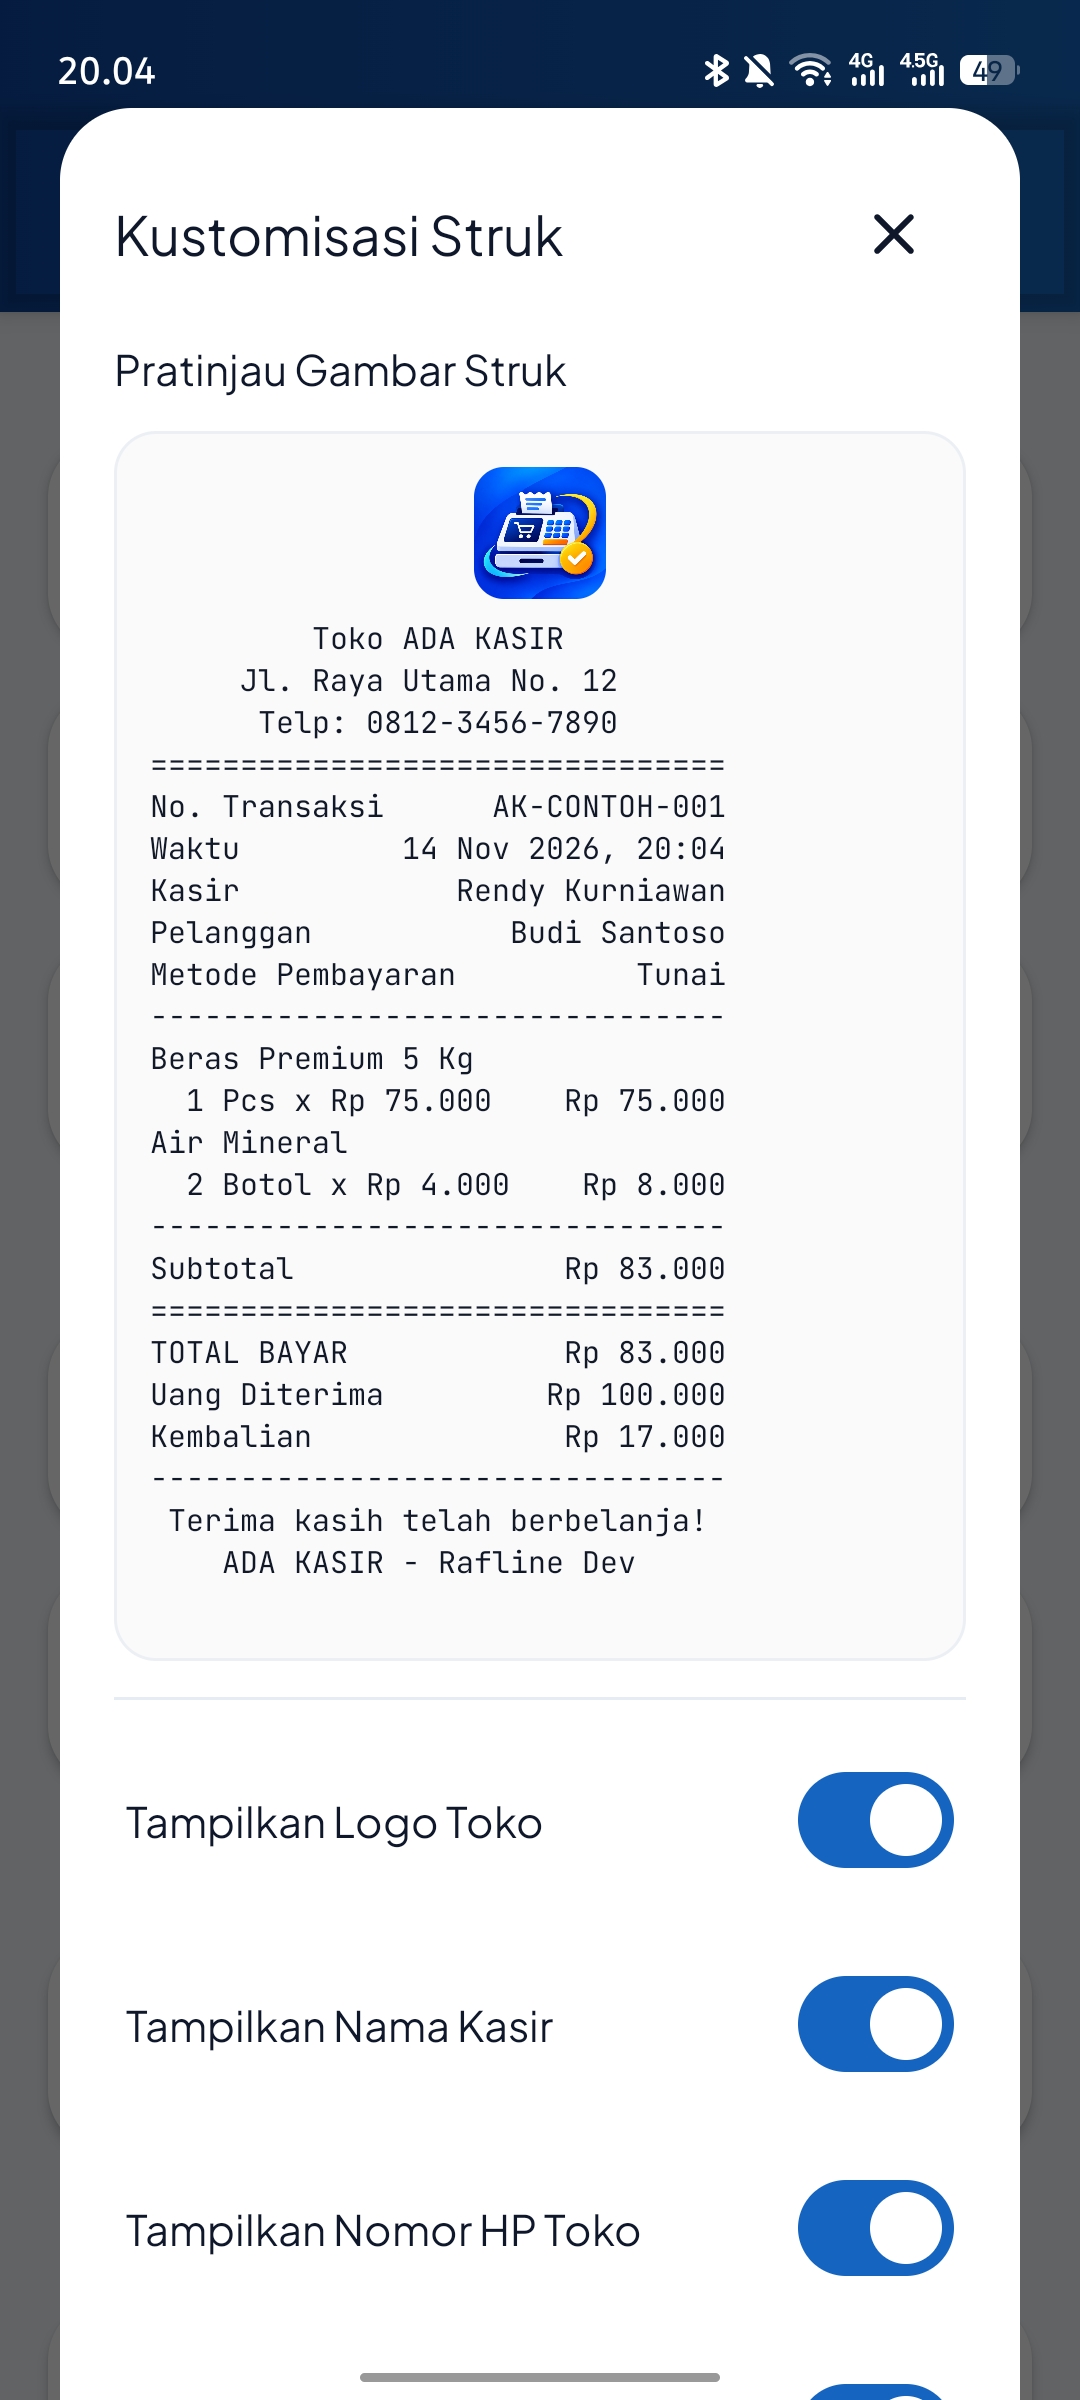 20.04
4G
4.5G
49
Kustomisasi Struk
Pratinjau Gambar Struk
Toko ADA KASIR
Jl. Raya Utama No. 12
Telp: 0812-3456-7890
================================
No. Transaksi      AK-CONTOH-001
Waktu         14 Nov 2026, 20:04
Kasir            Rendy Kurniawan
Pelanggan           Budi Santoso
Metode Pembayaran          Tunai
--------------------------------
Beras Premium 5 Kg
  1 Pcs x Rp 75.000    Rp 75.000
Air Mineral
  2 Botol x Rp 4.000    Rp 8.000
--------------------------------
Subtotal               Rp 83.000
================================
TOTAL BAYAR            Rp 83.000
Uang Diterima         Rp 100.000
Kembalian              Rp 17.000
--------------------------------
Terima kasih telah berbelanja!
ADA KASIR - Rafline Dev
Tampilkan Logo Toko
Tampilkan Nama Kasir
Tampilkan Nomor HP Toko